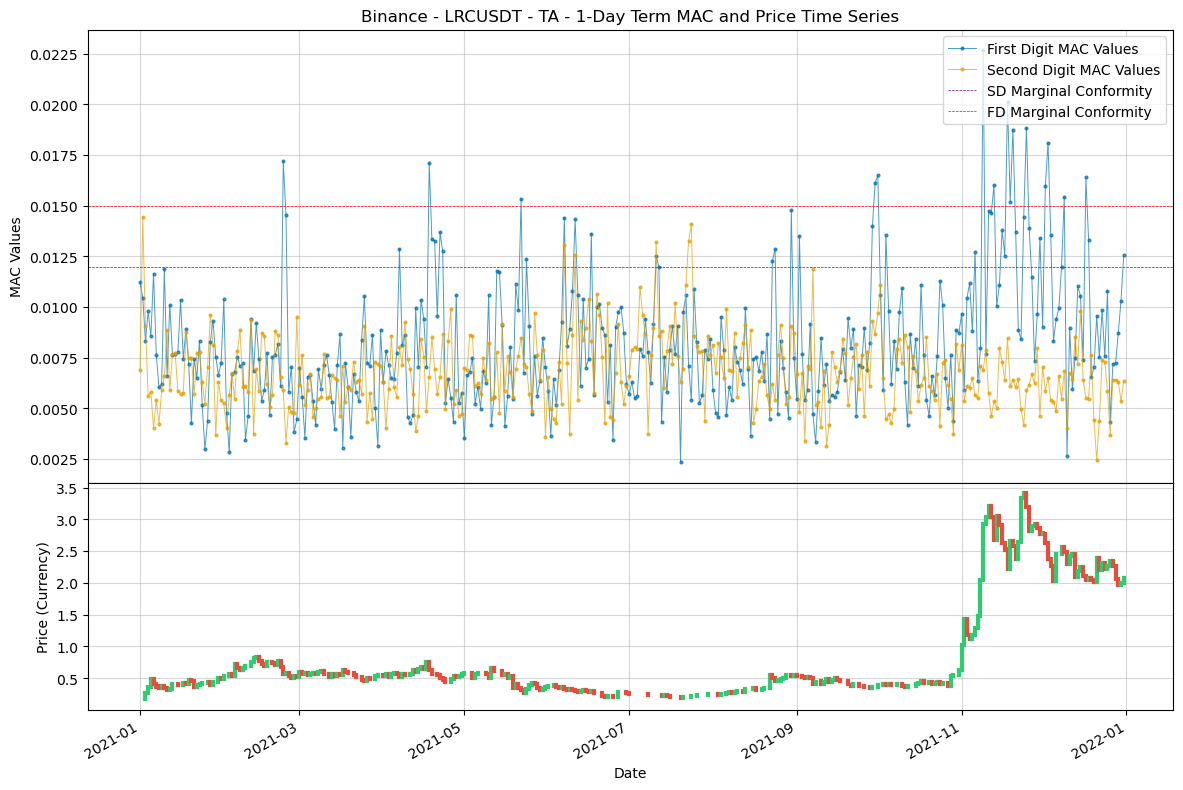 Binance - LRCUSDT - TA - 1-Day Term MAC and Price Time Series
First Digit MAC Values
Second Digit MAC Values
SD Marginal Conformity
FD Marginal Conformity
MAC Values
0.0225
0.0200
0.0175
0.0150
0.0125
0.0100
0.0075
0.0050
0.0025
Price (Currency)
3.5
3.0
2.5
2.0
1.5
1.0
0.5
2021-01
2021-03
2021-05
2021-07
2021-09
2021-11
2022-01
Date